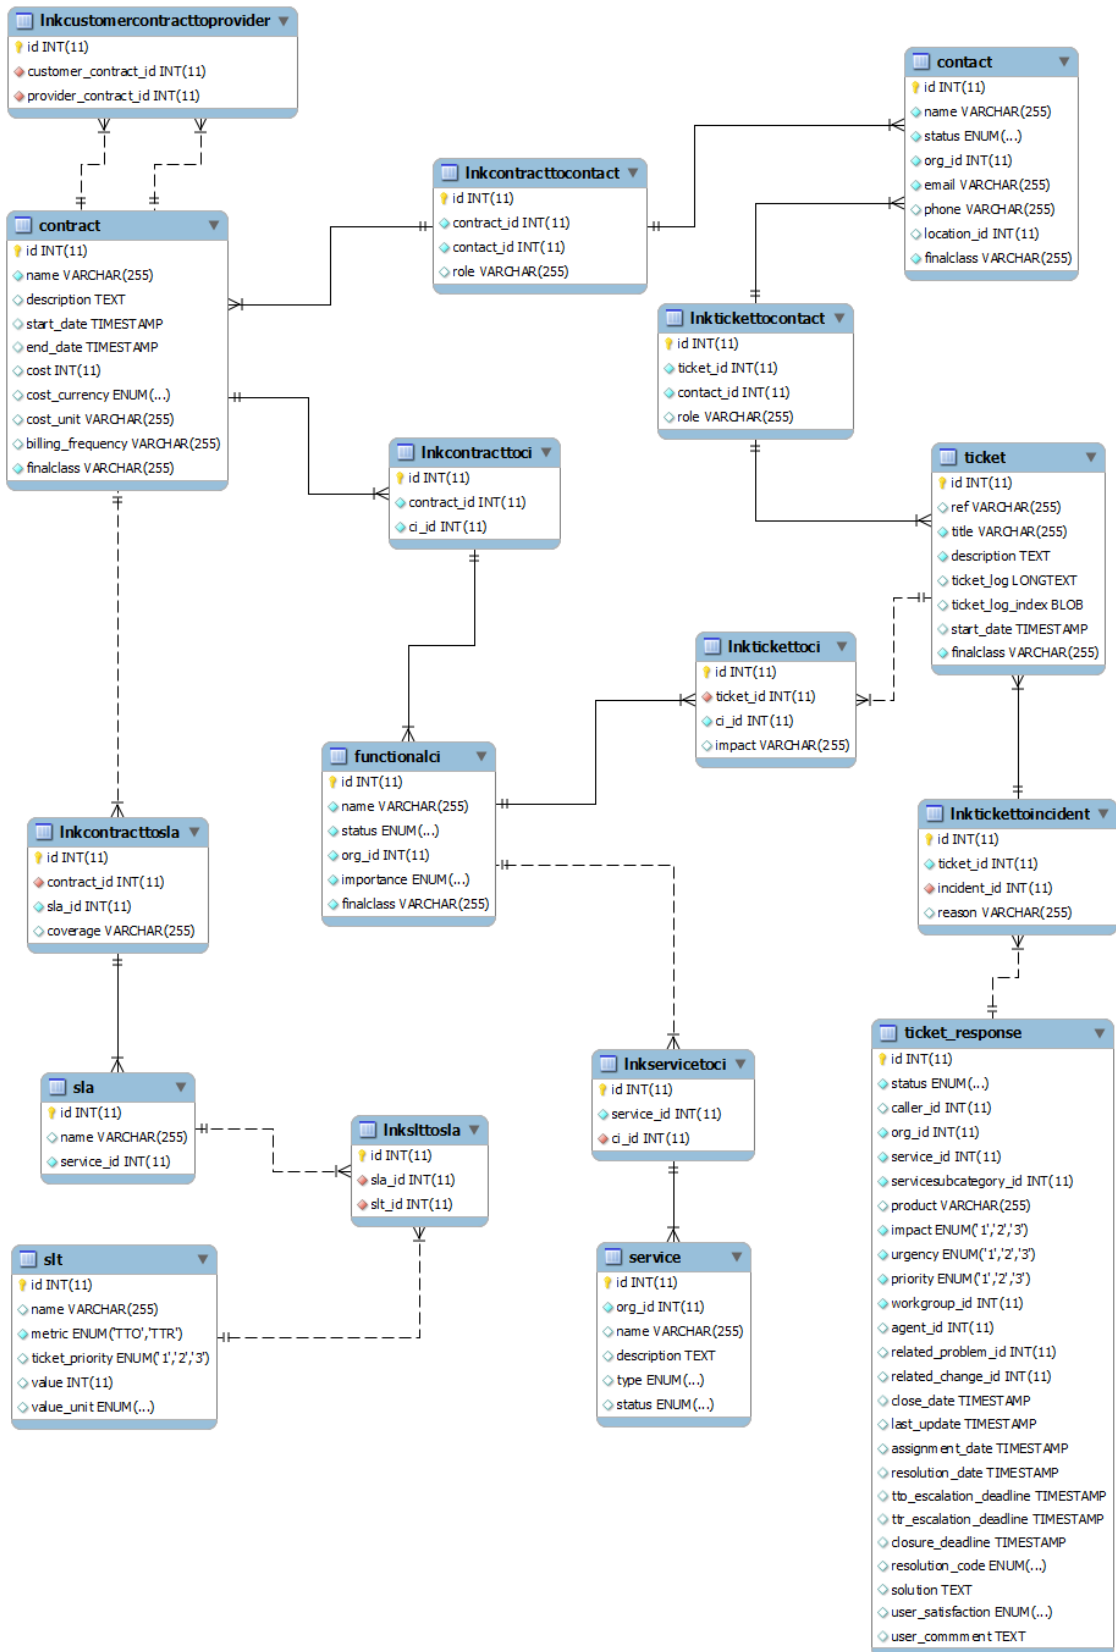 lnkcustomercontracttoprovider
id INT(11)
customer_contract_id INT(11)
provider_contract_id INT(11)
contact
id INT(11)
name VARCHAR(255)
status ENUM(...)
org_id INT(11)
email VARCHAR(255)
phone VARCHAR(255)
location_id INT(11)
finalclass VARCHAR(255)
lnkcontracttocontact
id INT(11)
contract_id INT(11)
contact_id INT(11)
role VARCHAR(255)
contract
id INT(11)
name VARCHAR(255)
description TEXT
start_date TIMESTAMP
end_date TIMESTAMP
cost INT(11)
cost_currency ENUM(...)
cost_unit VARCHAR(255)
billing_frequency VARCHAR(255)
finalclass VARCHAR(255)
lnktickettocontact
id INT(11)
ticket_id INT(11)
contact_id INT(11)
role VARCHAR(255)
lnkcontracttoci
id INT(11)
contract_id INT(11)
ci_id INT(11)
ticket
id INT(11)
ref VARCHAR(255)
title VARCHAR(255)
description TEXT
ticket_log LONGTEXT
ticket_log_index BLOB
start_date TIMESTAMP
finalclass VARCHAR(255)
lnktickettoci
id INT(11)
ticket_id INT(11)
ci_id INT(11)
impact VARCHAR(255)
functionalci
id INT(11)
name VARCHAR(255)
status ENUM(...)
org_id INT(11)
importance ENUM(...)
finalclass VARCHAR(255)
lnkcontracttosla
id INT(11)
contract_id INT(11)
sla_id INT(11)
coverage VARCHAR(255)
lnktickettoincident
id INT(11)
ticket_id INT(11)
incident_id INT(11)
reason VARCHAR(255)
sla
id INT(11)
name VARCHAR(255)
service_id INT(11)
lnkslttosla
id INT(11)
sla_id INT(11)
slt_id INT(11)
lnkservicetoci
id INT(11)
service_id INT(11)
ci_id INT(11)
slt
id INT(11)
name VARCHAR(255)
metric ENUM('TTO','TTR')
ticket_priority ENUM('1','2','3')
value INT(11)
value_unit ENUM(...)
service
id INT(11)
org_id INT(11)
name VARCHAR(255)
description TEXT
type ENUM(...)
status ENUM(...)
ticket_response
id INT(11)
status ENUM(...)
caller_id INT(11)
org_id INT(11)
service_id INT(11)
servicesubcategory_id INT(11)
product VARCHAR(255)
impact ENUM('1','2','3')
urgency ENUM('1','2','3')
priority ENUM('1','2','3')
workgroup_id INT(11)
agent_id INT(11)
related_problem_id INT(11)
related_change_id INT(11)
close_date TIMESTAMP
last_update TIMESTAMP
assignment_date TIMESTAMP
resolution_date TIMESTAMP
tto_escalation_deadline TIMESTAMP
ttr_escalation_deadline TIMESTAMP
closure_deadline TIMESTAMP
resolution_code ENUM(...)
solution TEXT
user_satisfaction ENUM(...)
user_commment TEXT